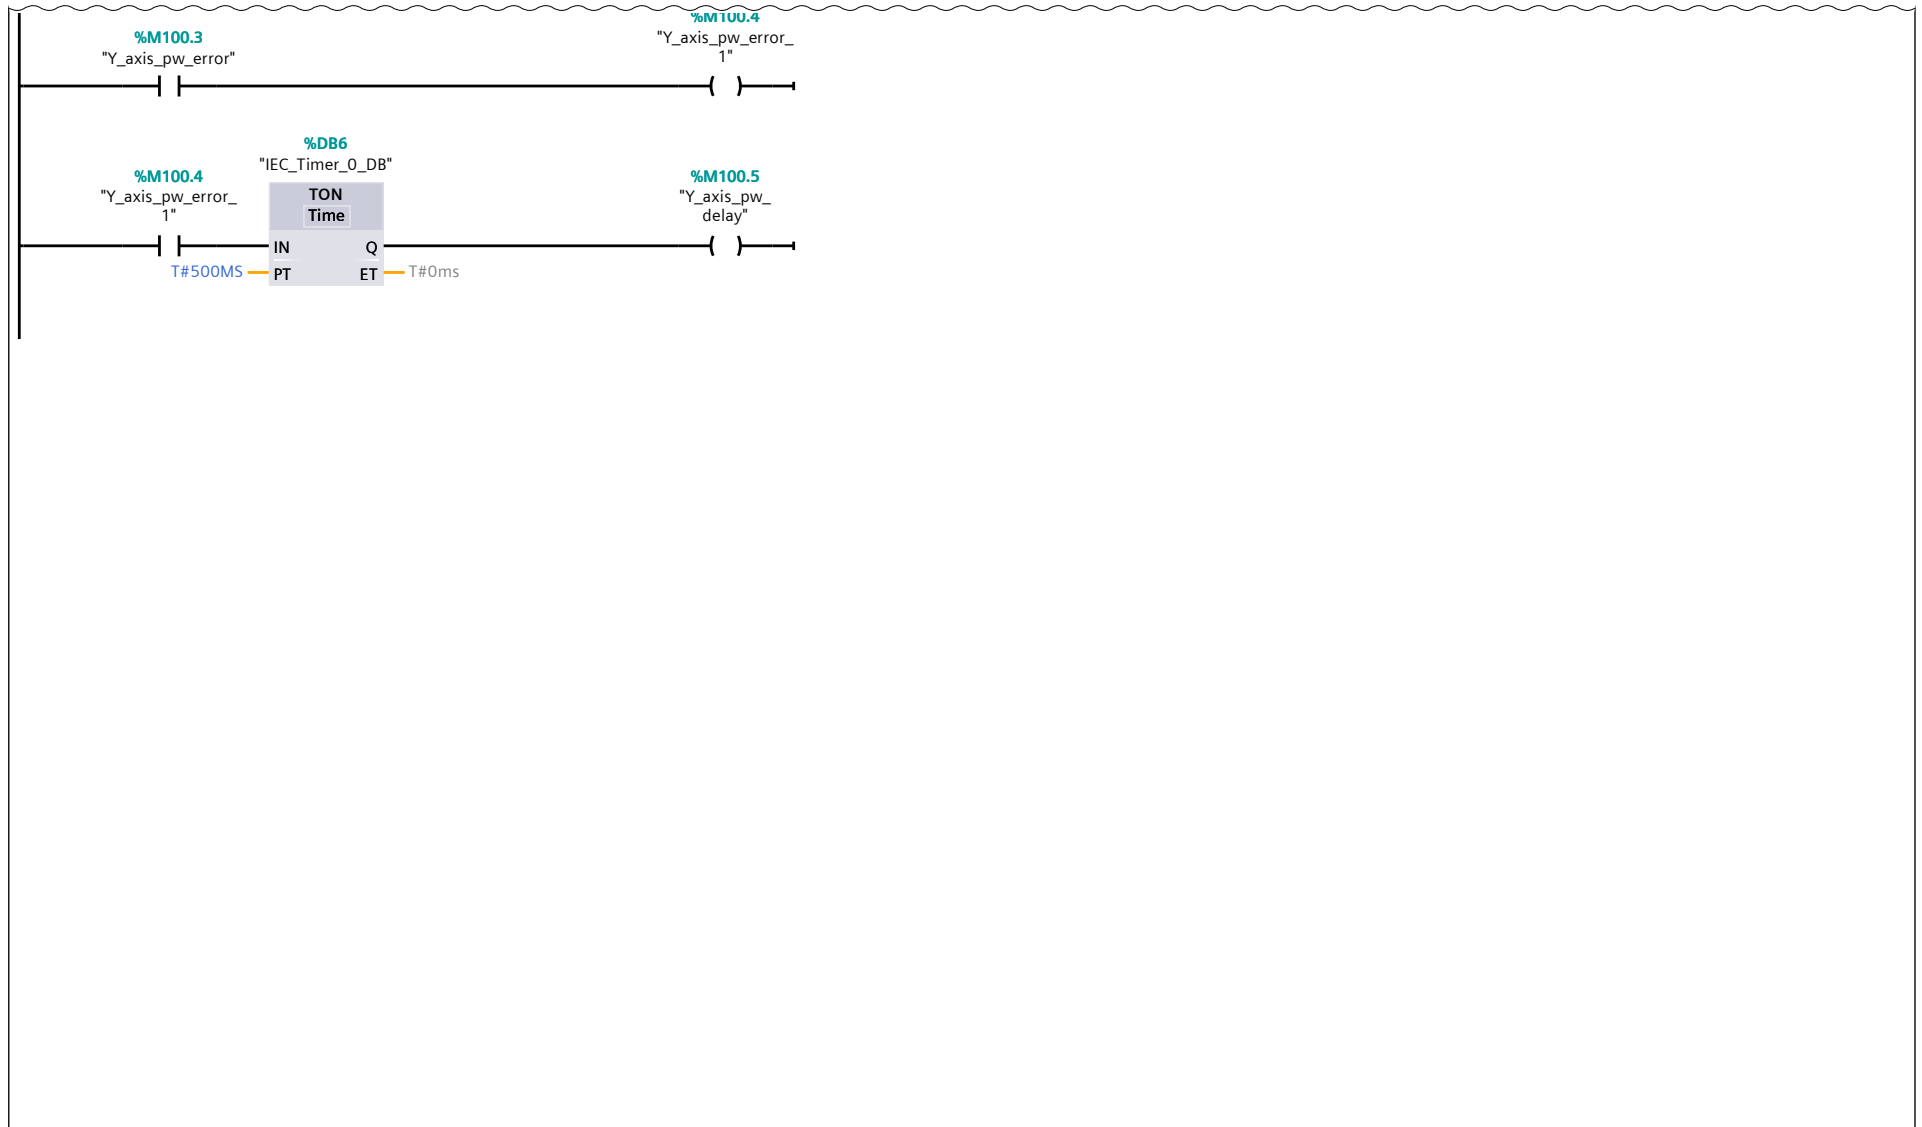 %M100.4
%M100.3
"Y_axis_pw_error_
1"
"Y_axis_pw_error"
%DB6
"IEC_Timer_0_DB"
%M100.4
%M100.5
"Y_axis_pw_error_
1"
TON
Time
"Y_axis_pw_
delay"
IN
Q
T#500MS
PT
ET
T#0ms